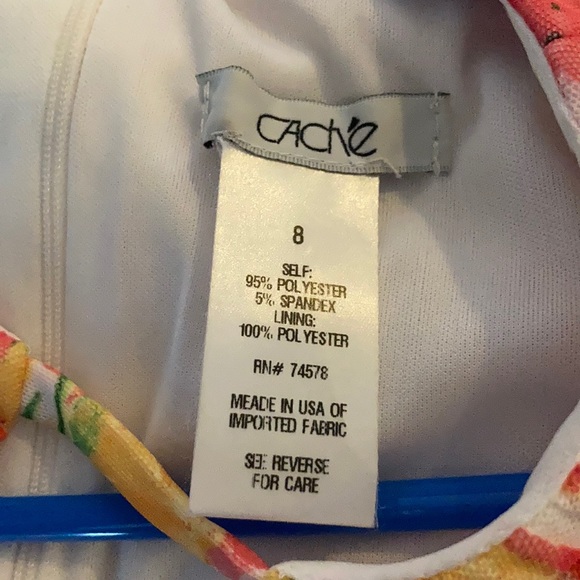 CACHé
8
SELF:
95% POLYESTER
5% SPANDEX
LINING:
100% POLYESTER
RN# 74578
MEADE IN USA OF
IMPORTED FABRIC
SEE REVERSE
FOR CARE